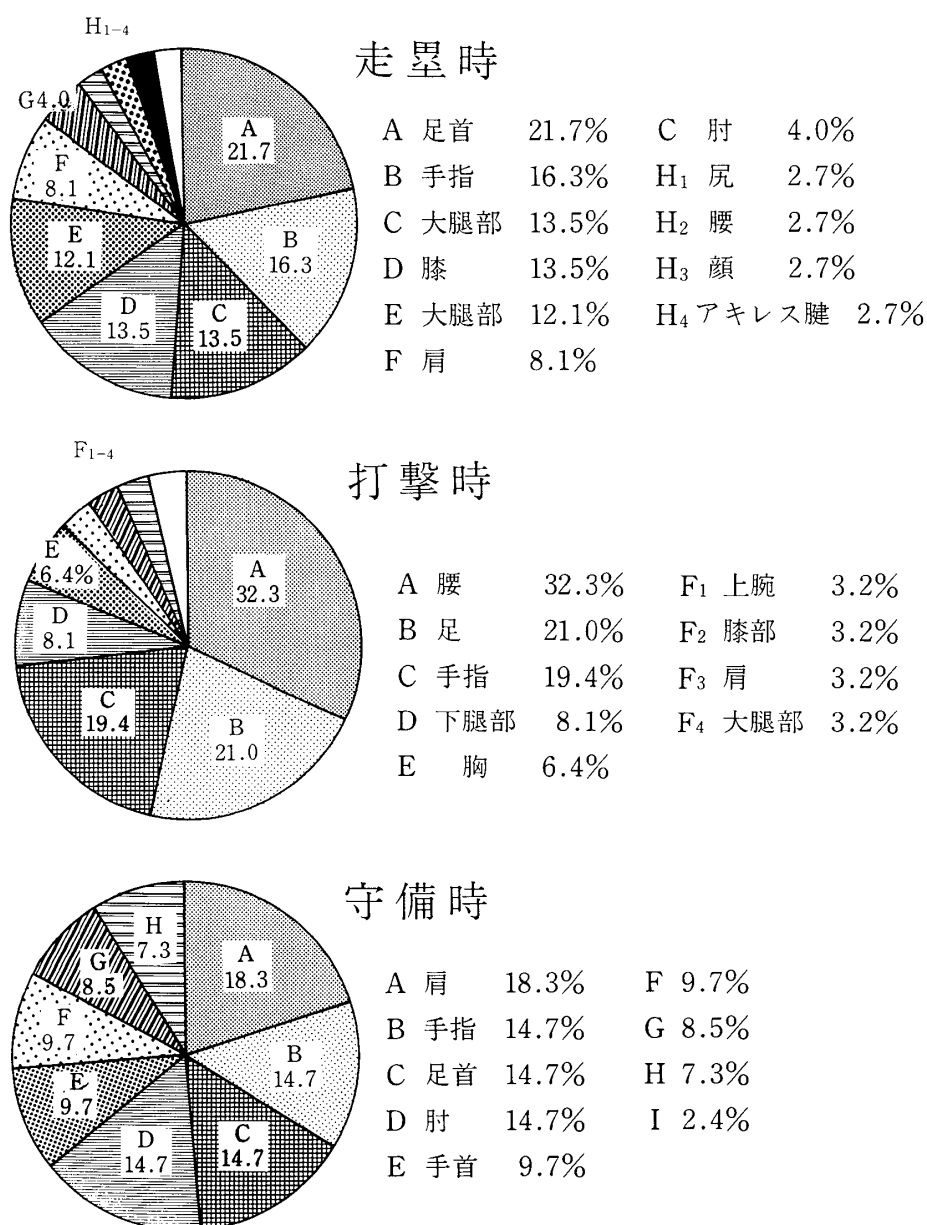 H₁₋₄
走塁時
G4.0
A
21.7
F
8.1
B
16.3
E
12.1
D
13.5
C
13.5
A 足首 21.7%
B 手指 16.3%
C 大腿部 13.5%
D 膝 13.5%
E 大腿部 12.1%
F 肩 8.1%
C 肘 4.0%
H₁ 尻 2.7%
H₂ 腰 2.7%
H₃ 顔 2.7%
H₄ アキレス腱 2.7%
F₁₋₄
打撃時
E
6.4%
A
32.3
D
8.1
C
19.4
B
21.0
A 腰 32.3%
B 足 21.0%
C 手指 19.4%
D 下腿部 8.1%
E 胸 6.4%
F₁ 上腕 3.2%
F₂ 膝部 3.2%
F₃ 肩 3.2%
F₄ 大腿部 3.2%
守備時
H
7.3
A
18.3
G
8.5
F
9.7
B
14.7
E
9.7
D
14.7
C
14.7
A 肩 18.3%
B 手指 14.7%
C 足首 14.7%
D 肘 14.7%
E 手首 9.7%
F 9.7%
G 8.5%
H 7.3%
I 2.4%